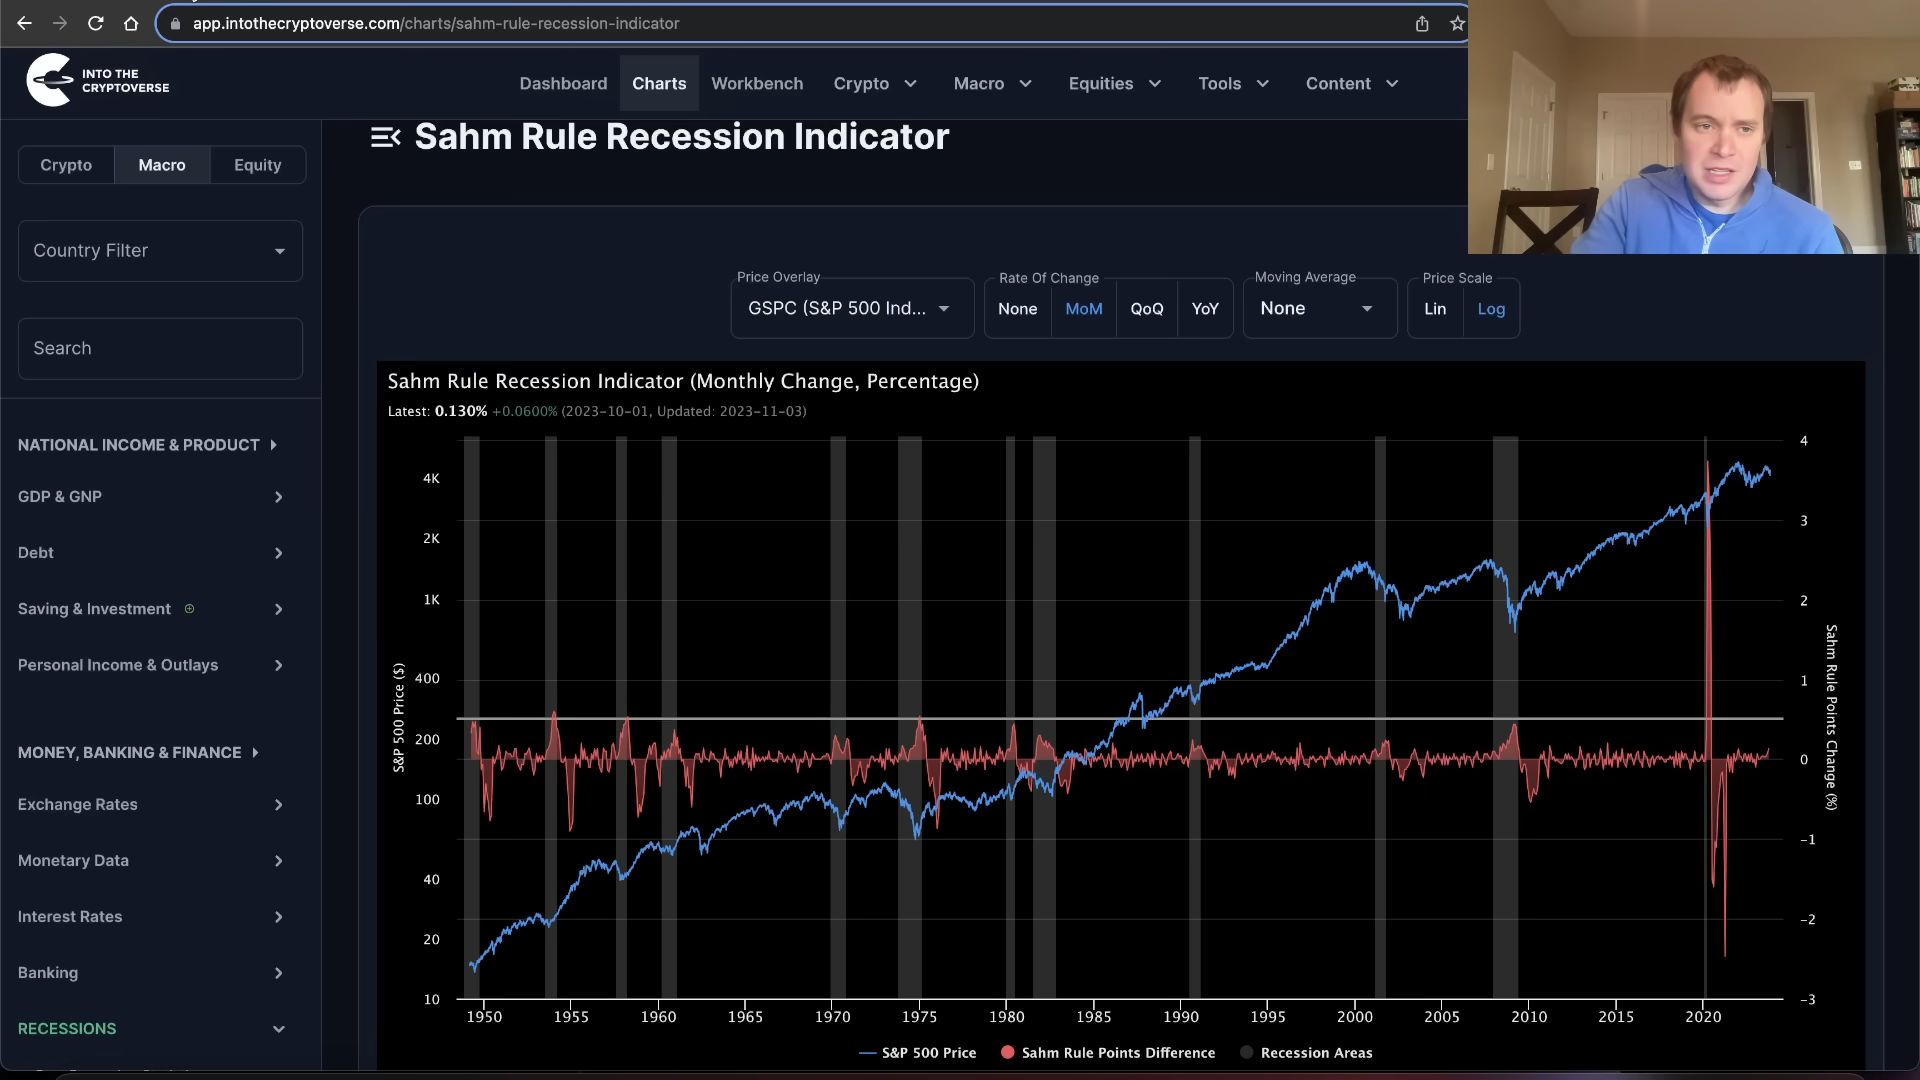 app.intothecryptoverse.com/charts/sahm-rule-recession-indicator
INTO THE
CRYPTOVERSE
Dashboard Charts Workbench Crypto Macro Equities Tools Content
Sahm Rule Recession Indicator
Crypto Macro Equity
Country Filter
Search
NATIONAL INCOME & PRODUCT
GDP & GNP
Debt
Saving & Investment
Personal Income & Outlays
MONEY, BANKING & FINANCE
Exchange Rates
Monetary Data
Interest Rates
Banking
RECESSIONS
Price Overlay
GSPC (S&P 500 Ind...
Rate Of Change
None MoM QoQ YoY
Moving Average
None
Price Scale
Lin Log
Sahm Rule Recession Indicator (Monthly Change, Percentage)
Latest: 0.130% +0.0600% (2023-10-01, Updated: 2023-11-03)
4K
2K
1K
400
200
100
40
20
10
S&P 500 Price ($)
4
3
2
1
0
−1
−2
−3
Sahm Rule Points Change (%)
1950 1955 1960 1965 1970 1975 1980 1985 1990 1995 2000 2005 2010 2015 2020
S&P 500 Price Sahm Rule Points Difference Recession Areas